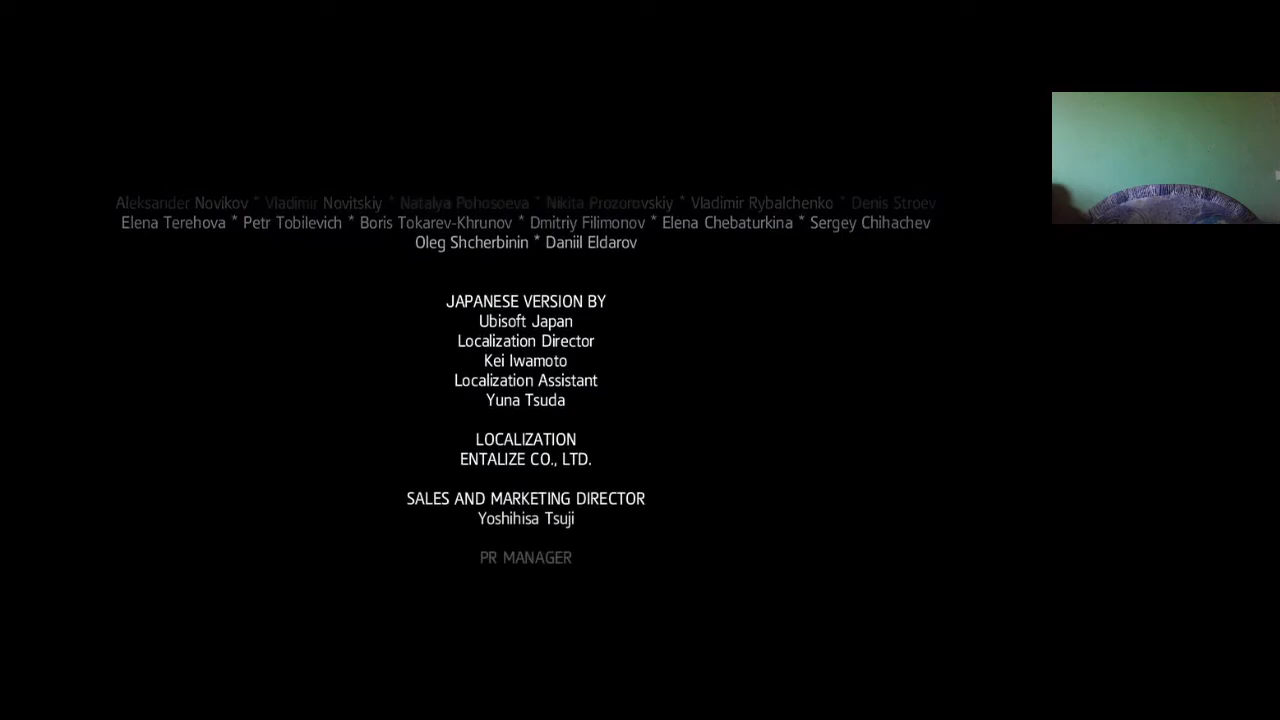 Aleksander Novikov * Vladimir Novitskiy * Natalya Pohosoeva * Nikita Prozorovskiy * Vladimir Rybalchenko * Denis Stroev
Elena Terehova * Petr Tobilevich * Boris Tokarev-Khrunov * Dmitriy Filimonov * Elena Chebaturkina * Sergey Chihachev
Oleg Shcherbinin * Daniil Eldarov
JAPANESE VERSION BY
Ubisoft Japan
Localization Director
Kei Iwamoto
Localization Assistant
Yuna Tsuda
LOCALIZATION
ENTALIZE CO., LTD.
SALES AND MARKETING DIRECTOR
Yoshihisa Tsuji
PR MANAGER